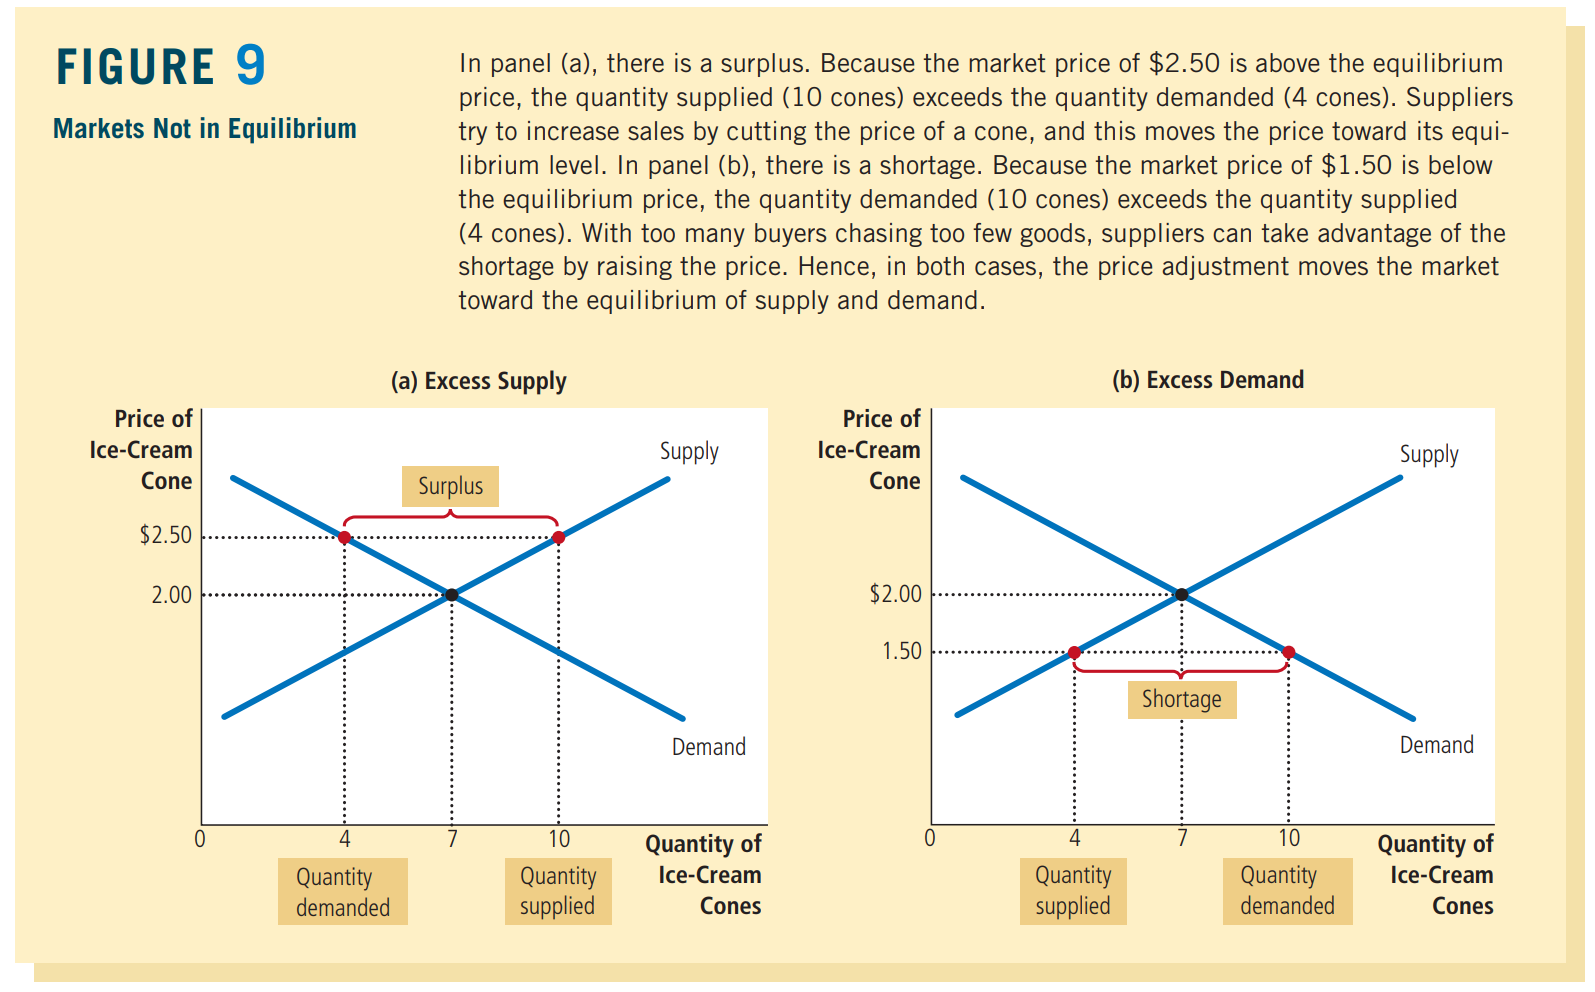 FIGURE 9
Markets Not in Equilibrium
In panel (a), there is a surplus. Because the market price of $2.50 is above the equilibrium
price, the quantity supplied (10 cones) exceeds the quantity demanded (4 cones). Suppliers
try to increase sales by cutting the price of a cone, and this moves the price toward its equi-
librium level. In panel (b), there is a shortage. Because the market price of $1.50 is below
the equilibrium price, the quantity demanded (10 cones) exceeds the quantity supplied
(4 cones). With too many buyers chasing too few goods, suppliers can take advantage of the
shortage by raising the price. Hence, in both cases, the price adjustment moves the market
toward the equilibrium of supply and demand.
(a) Excess Supply
Price of
Ice-Cream
Cone
Supply
Surplus
$2.50
2.00
Demand
0
4
7
10
Quantity of
Ice-Cream
Cones
Quantity
demanded
Quantity
supplied
(b) Excess Demand
Price of
Ice-Cream
Cone
Supply
$2.00
1.50
Shortage
Demand
0
4
7
10
Quantity of
Ice-Cream
Cones
Quantity
supplied
Quantity
demanded